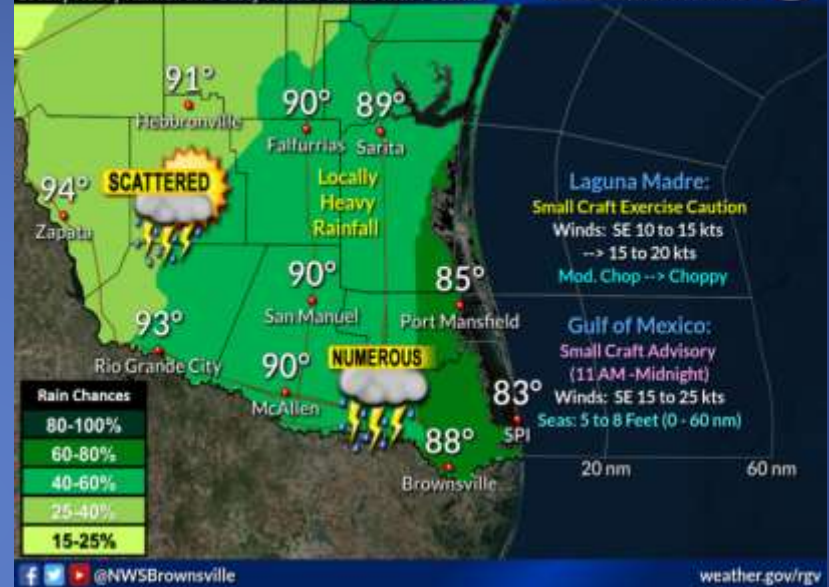 91°
Hebbronville
90°
Falfurrias
89°
Sarita
SCATTERED
94°
Zapata
Locally
Heavy
Rainfall
90°
San Manuel
85°
Port Mansfield
93°
Rio Grande City
90°
McAllen
NUMEROUS
88°
Brownsville
83°
SPI
Laguna Madre:
Small Craft Exercise Caution
Winds: SE 10 to 15 kts
--> 15 to 20 kts
Mod. Chop --> Choppy
Gulf of Mexico:
Small Craft Advisory
(11 AM -Midnight)
Winds: SE 15 to 25 kts
Seas: 5 to 8 Feet (0 - 60 nm)
20 nm
60 nm
Rain Chances
80-100%
60-80%
40-60%
25-40%
15-25%
@NWSBrownsville
weather.gov/rgv